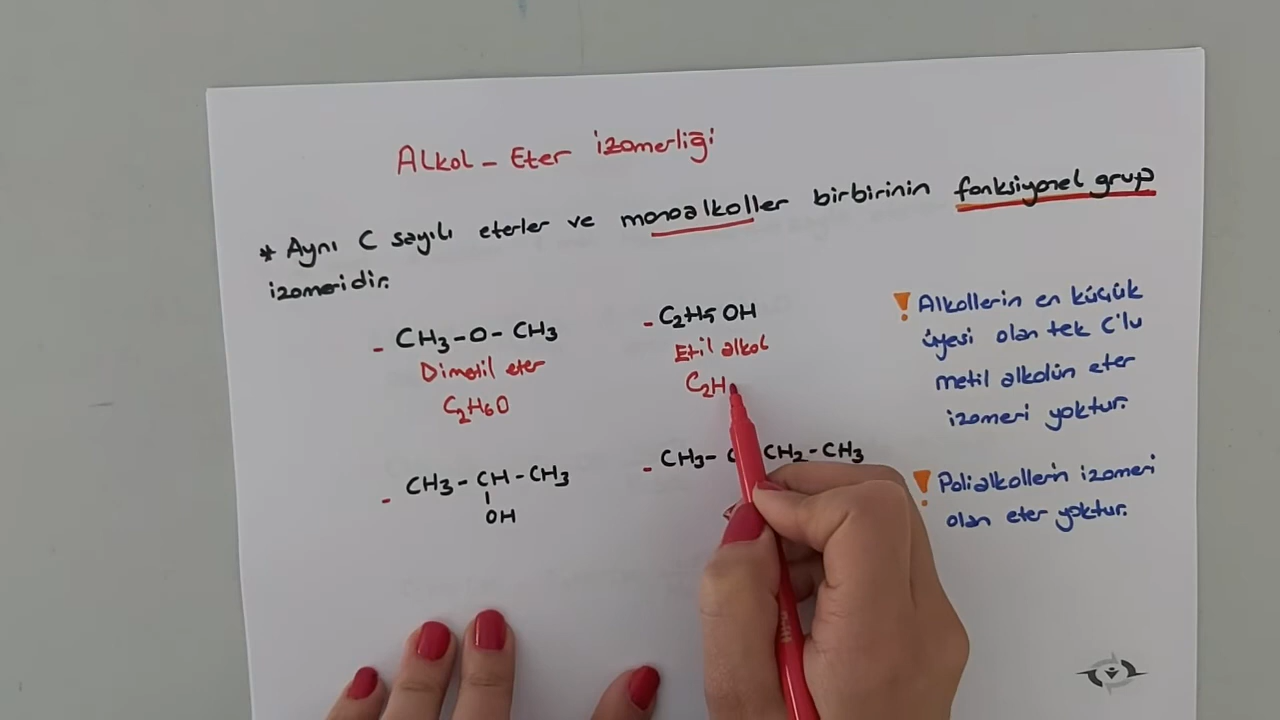 Alkol - Eter izomerliği
* Aynı C sayılı eterler ve monoalkoller birbirinin fonksiyonel grup
izomeridir.
- CH3-O-CH3
Dimetil eter
C2H6O
- C2H5OH
Etil alkol
C2H
- CH3-CH-CH3
OH
- CH3- CH2-CH3
! Alkollerin en küçük
üyesi olan tek C'lu
metil alkolün eter
izomeri yoktur.
! Polialkollerin izomeri
olan eter yoktur.